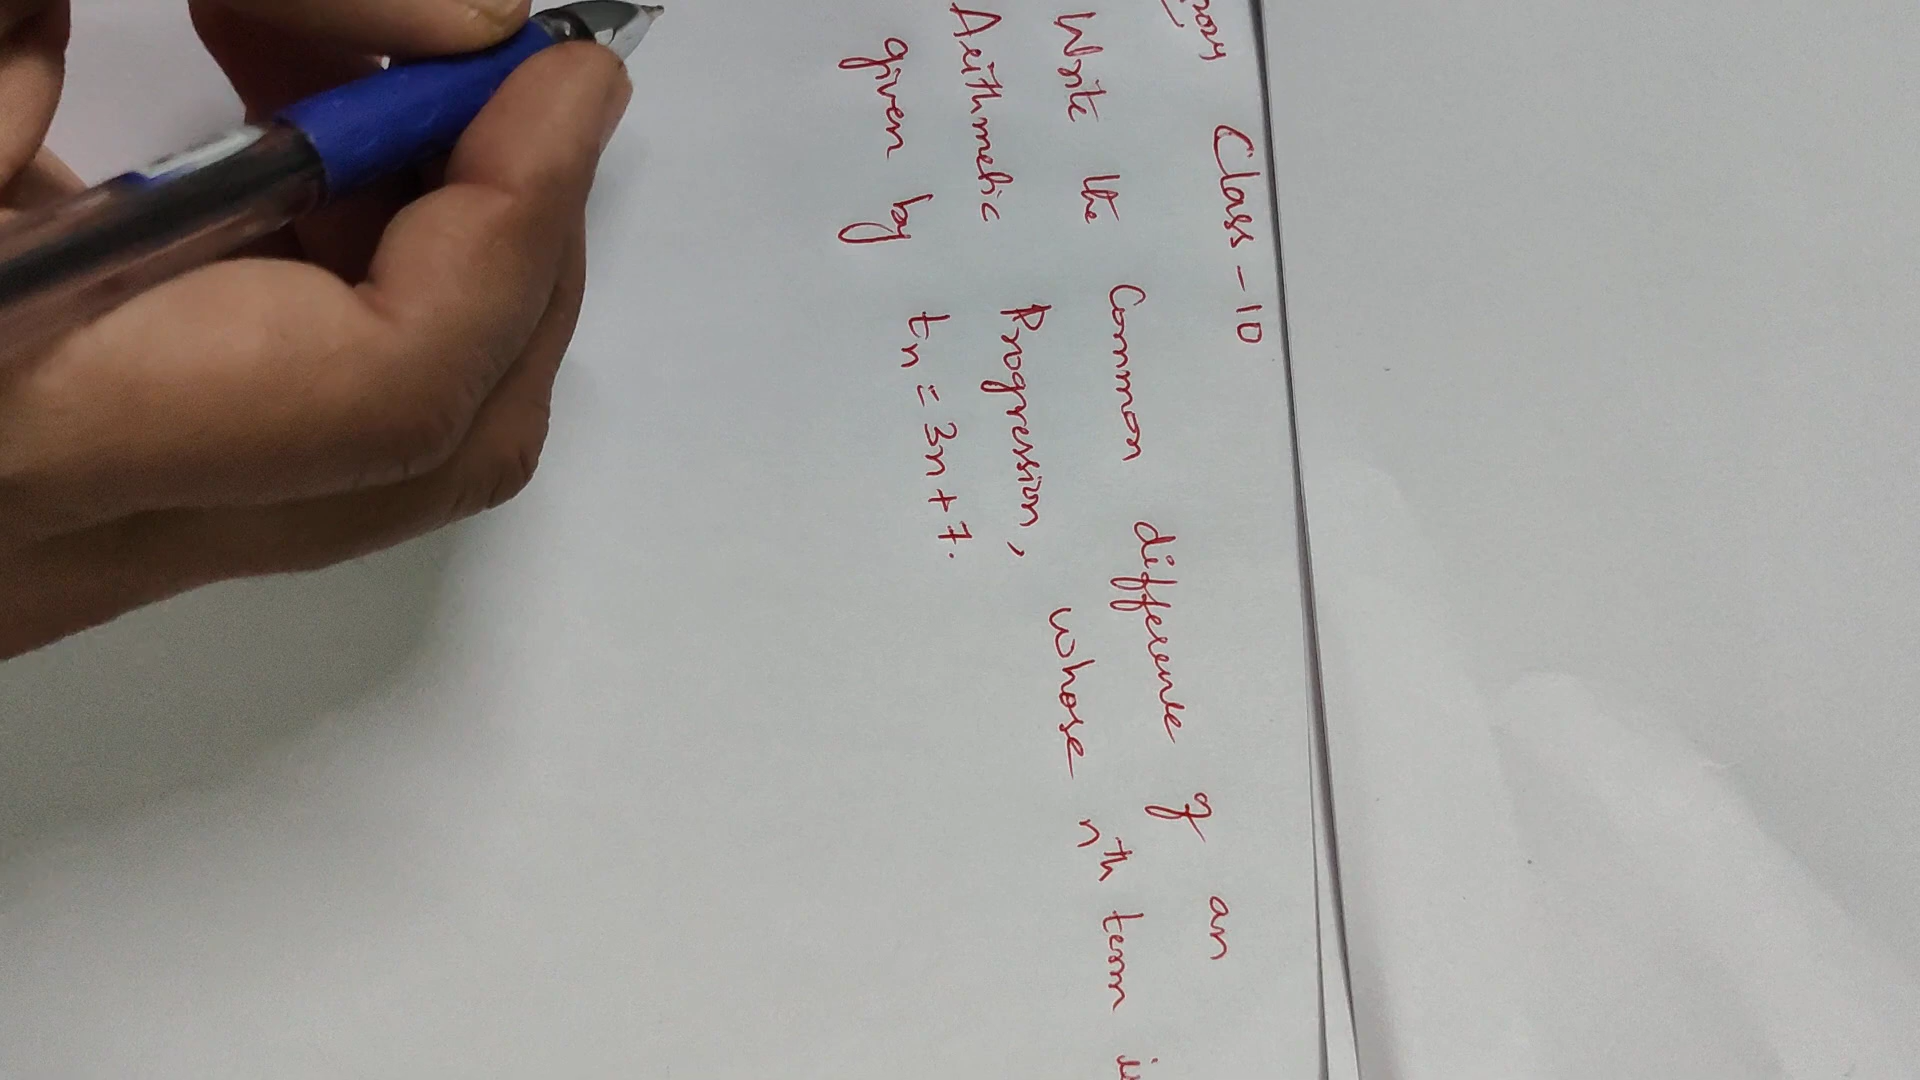 Class - 10
Write the Common difference of an
Arithmetic Progression, whose nth term is
given by tn = 3n + 7.